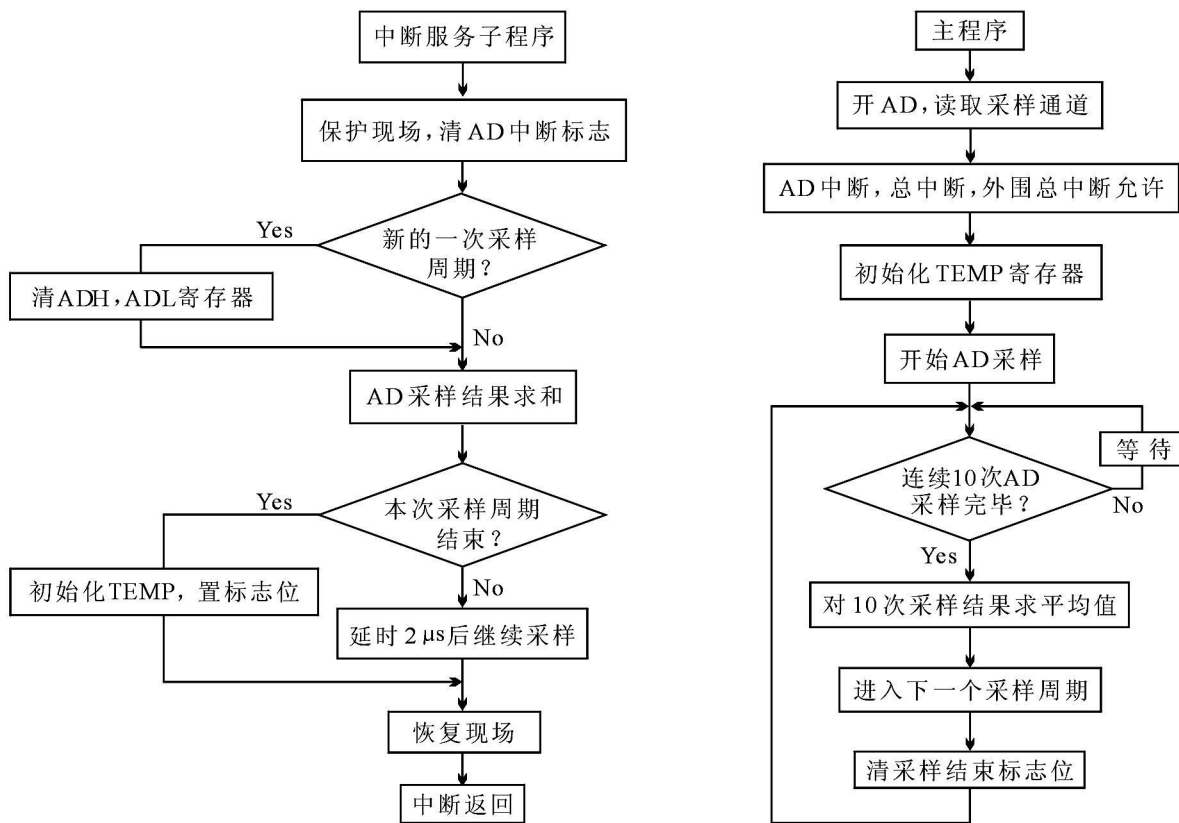 中断服务子程序
保护现场,清AD中断标志
Yes
新的一次采样
周期?
清ADH,ADL寄存器
No
AD采样结果求和
Yes
本次采样周期
结束?
初始化TEMP,置标志位
No
延时2μs后继续采样
恢复现场
中断返回
主程序
开AD,读取采样通道
AD中断,总中断,外围总中断允许
初始化TEMP寄存器
开始AD采样
等待
连续10次AD
采样完毕?
No
Yes
对10次采样结果求平均值
进入下一个采样周期
清采样结束标志位